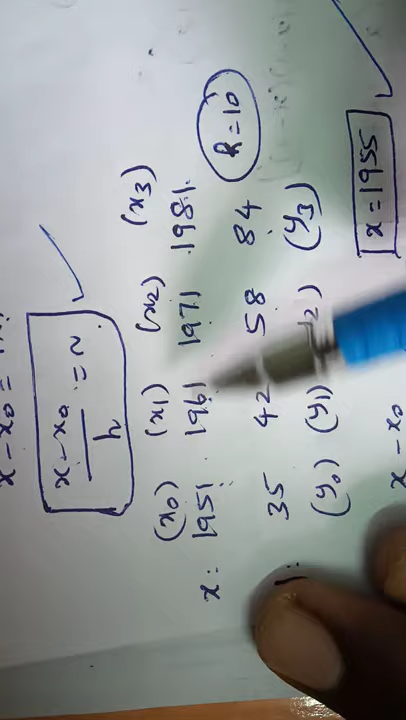 x - x₀ =
x - x₀ / h = r
(x₀) (x₁) (x₂) (x₃)
x: 1951 1961 1971 1981
h = 10
35 42 58 84
(y₀) (y₁) 2) (y₃)
x = 1955
x - x₀